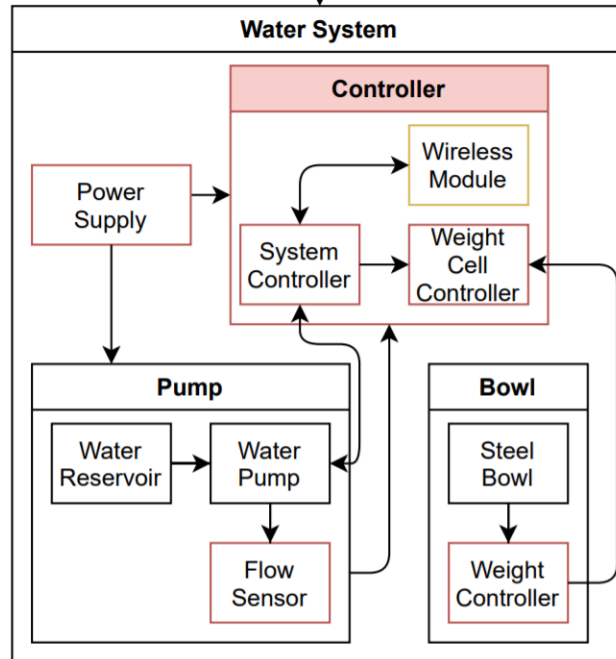 Water System
Controller
Wireless
Module
Power
Supply
System
Controller
Weight
Cell
Controller
Pump
Bowl
Water
Reservoir
Water
Pump
Steel
Bowl
Flow
Sensor
Weight
Controller